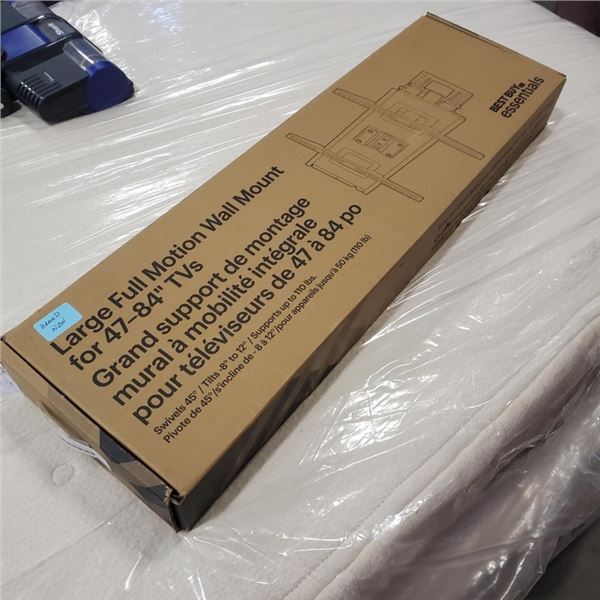 BEST BUY
essentials
Large Full Motion Wall Mount
for 47-84" TVs
Grand support de montage
mural à mobilité intégrale
pour téléviseurs de 47 à 84 po
Swivels 45° / Tilts -8° to 12° / Supports up to 110 lbs.
Pivote de 45°/s'incline de - 8 à 12°/pour appareils jusqu'à 50 kg (110 lb)
BRAND
NEW